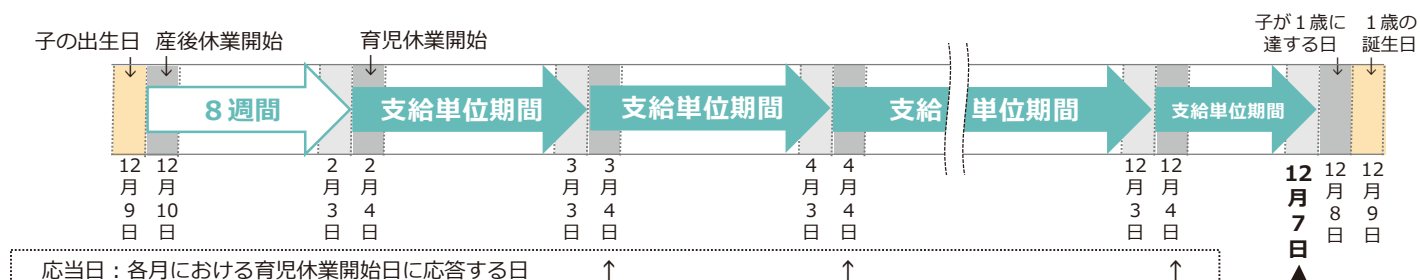 子の出生日
産後休業開始
育児休業開始
子が１歳に
達する日
１歳の
誕生日
↓
↓
↓
↓
↓
８週間
支給単位期間
支給単位期間
支給 単位期間
支給単位期間
12月9日
12月10日
2月3日
2月4日
3月3日
3月4日
4月3日
4月4日
12月3日
12月4日
12月7日
12月8日
12月9日
▲
応当日：各月における育児休業開始日に応答する日
↑
↑
↑